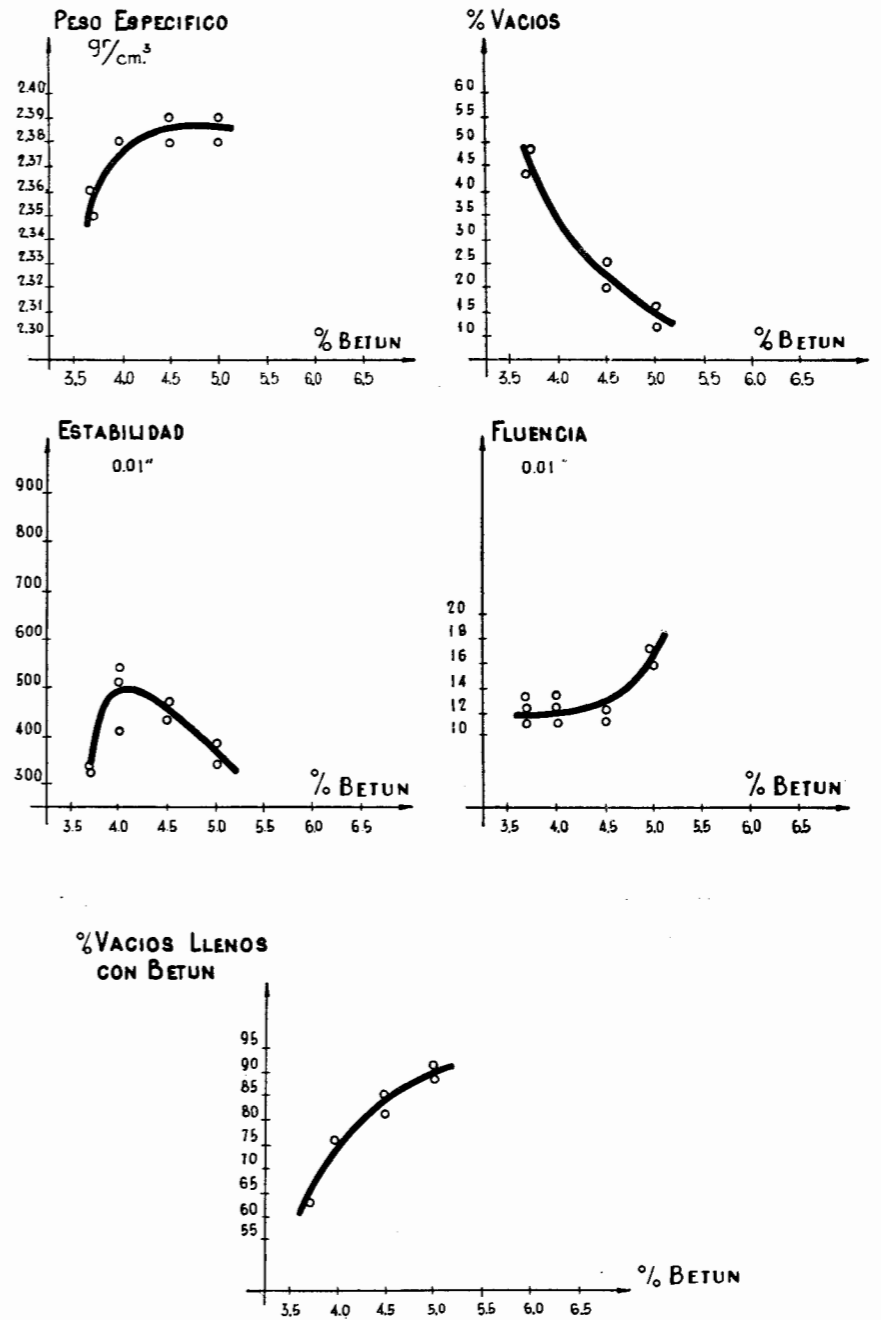 PESO ESPECIFICO
gr/cm.³
2.40
2.39
2.38
2.37
2.36
2.35
2.34
2.33
2.32
2.31
2.30
% BETUN
3.5 4.0 4.5 5.0 5.5 6.0 6.5
% VACIOS
60
55
50
45
40
35
30
25
20
15
10
% BETUN
3.5 4.0 4.5 5.0 5.5 6.0 6.5
ESTABILIDAD
0.01"
900
800
700
600
500
400
300
% BETUN
3.5 4.0 4.5 5.0 5.5 6.0 6.5
FLUENCIA
0.01"
20
18
16
14
12
10
% BETUN
3.5 4.0 4.5 5.0 5.5 6.0 6.5
% VACIOS LLENOS
CON BETUN
95
90
85
80
75
70
65
60
55
% BETUN
3.5 4.0 4.5 5.0 5.5 6.0 6.5